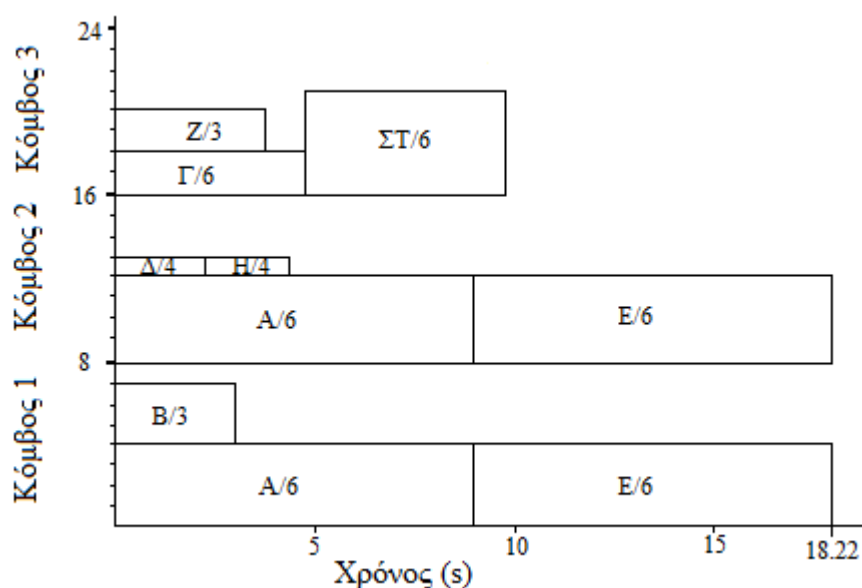 24
Κόμβος 3
Ζ/3
ΣΤ/6
Γ/6
16
Κόμβος 2
Δ/4
Η/4
Α/6
Ε/6
8
Κόμβος 1
Β/3
Α/6
Ε/6
5
10
15
18.22
Χρόνος (s)